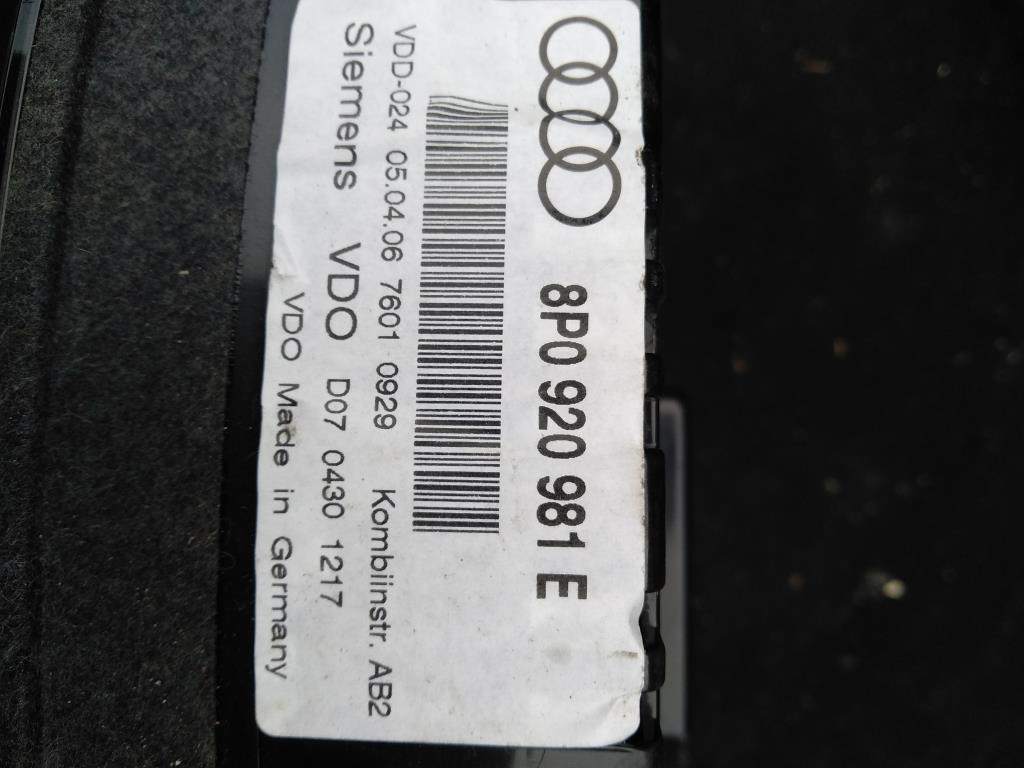 8P0 920 981 E
VDD-024 05.04.06 7601 0929 Kombiinstr. AB2
Siemens VDO D07 0430 1217
VDO Made in Germany